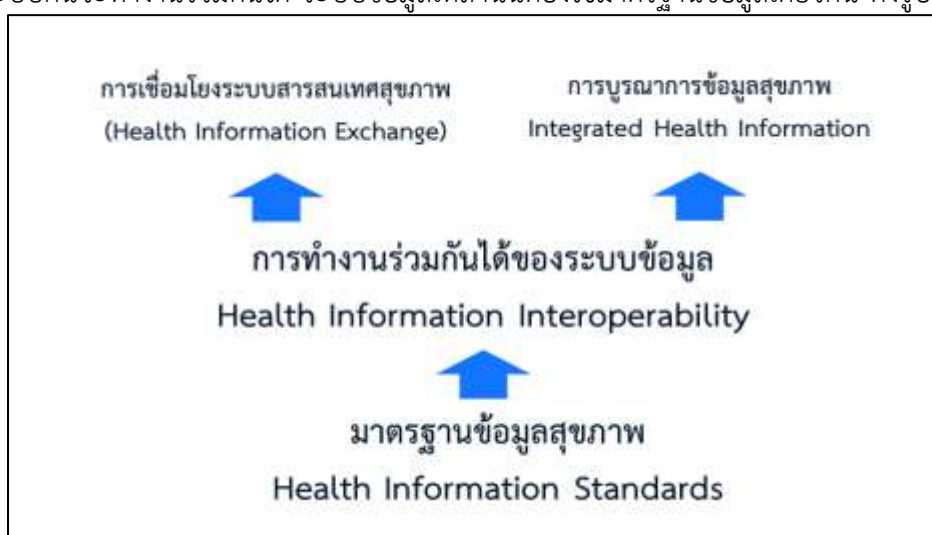 การเชื่อมโยงระบบสารสนเทศสุขภาพ
(Health Information Exchange)
การบูรณาการข้อมูลสุขภาพ
Integrated Health Information
การทำงานร่วมกันได้ของระบบข้อมูล
Health Information Interoperability
มาตรฐานข้อมูลสุขภาพ
Health Information Standards